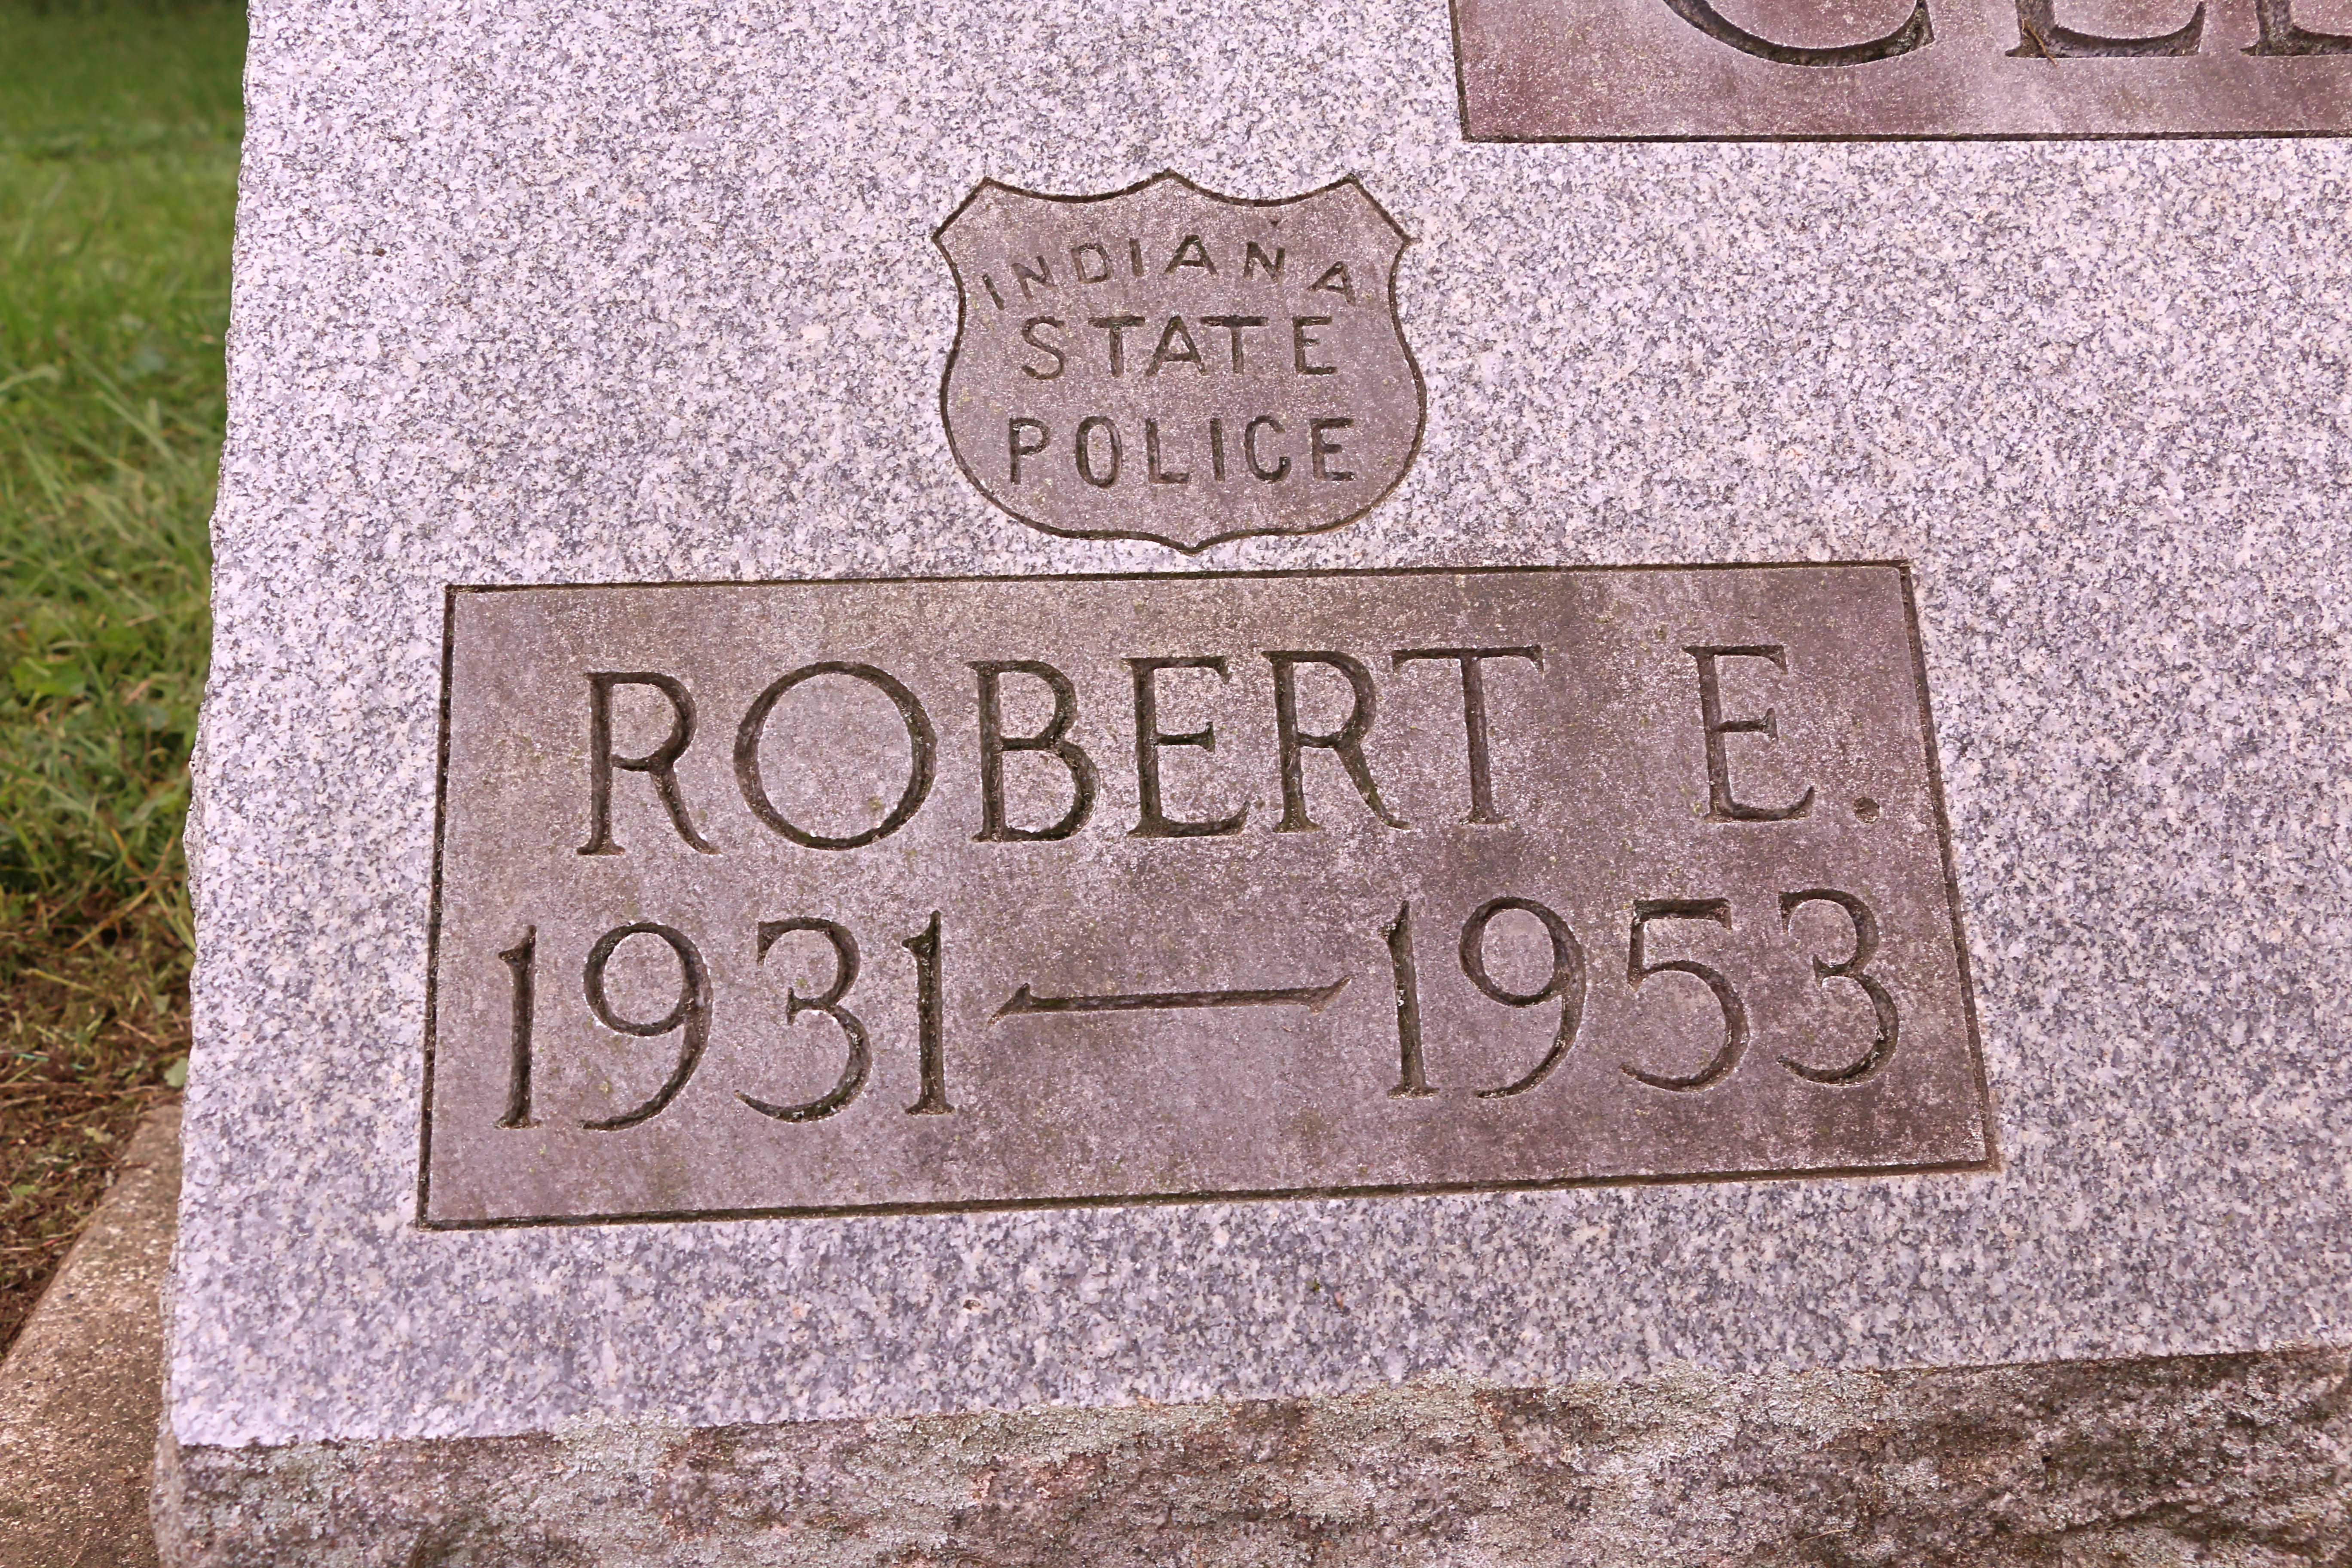 INDIANA
STATE
POLICE
ROBERT E.
1931—1953